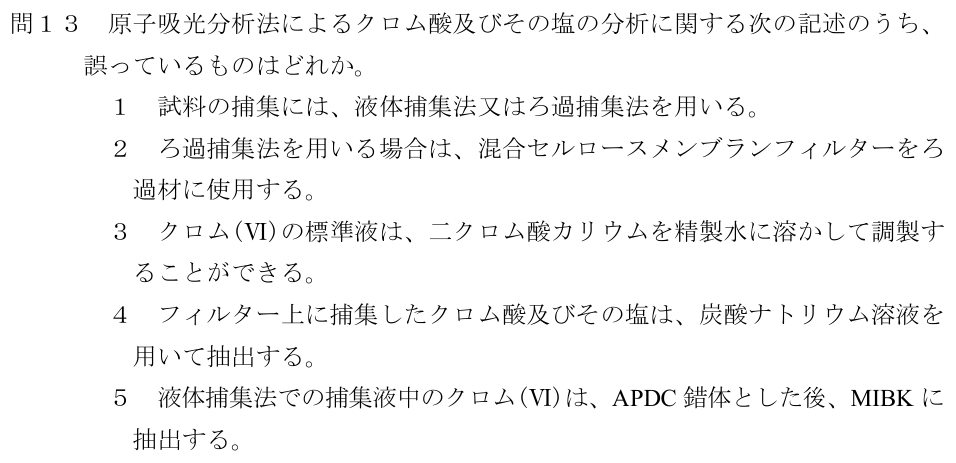 問13　原子吸光分析法によるクロム酸及びその塩の分析に関する次の記述のうち、
誤っているものはどれか。
1　試料の捕集には、液体捕集法又はろ過捕集法を用いる。
2　ろ過捕集法を用いる場合は、混合セルロースメンブランフィルターをろ
過材に使用する。
3　クロム(Ⅵ)の標準液は、二クロム酸カリウムを精製水に溶かして調製す
ることができる。
4　フィルター上に捕集したクロム酸及びその塩は、炭酸ナトリウム溶液を
用いて抽出する。
5　液体捕集法での捕集液中のクロム(Ⅵ)は、APDC 錯体とした後、MIBK に
抽出する。